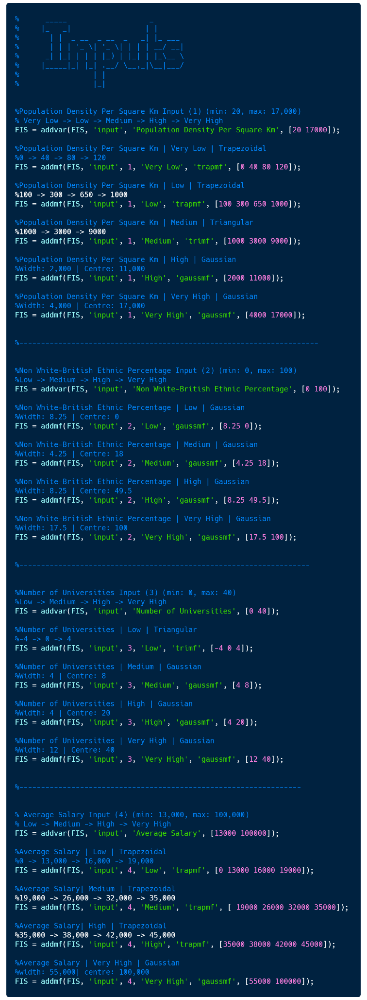 %      _____                   _
%     |_   _|                 | |
%       | |  _ __  _ __  _   _| |_ ___
%       | | | '_ \| '_ \| | | | __/ __|
%      _| |_| | | | |_) | |_| | |_\__ \
%     |_____|_| |_| .__/ \__,_|\__|___/
%                 | |
%                 |_|
%Population Density Per Square Km Input (1) (min: 20, max: 17,000)
% Very Low -> Low -> Medium -> High -> Very High
FIS = addvar(FIS, 'input', 'Population Density Per Square Km', [20 17000]);
%Population Density Per Square Km | Very Low | Trapezoidal
%0 -> 40 -> 80 -> 120
FIS = addmf(FIS, 'input', 1, 'Very Low', 'trapmf', [0 40 80 120]);
%Population Density Per Square Km | Low | Trapezoidal
%100 -> 300 -> 650 -> 1000
FIS = addmf(FIS, 'input', 1, 'Low', 'trapmf', [100 300 650 1000]);
%Population Density Per Square Km | Medium | Triangular
%1000 -> 3000 -> 9000
FIS = addmf(FIS, 'input', 1, 'Medium', 'trimf', [1000 3000 9000]);
%Population Density Per Square Km | High | Gaussian
%Width: 2,000 | Centre: 11,000
FIS = addmf(FIS, 'input', 1, 'High', 'gaussmf', [2000 11000]);
%Population Density Per Square Km | Very High | Gaussian
%Width: 4,000 | Centre: 17,000
FIS = addmf(FIS, 'input', 1, 'Very High', 'gaussmf', [4000 17000]);
%---------------------------------------------------------------------
%Non White-British Ethnic Percentage Input (2) (min: 0, max: 100)
%Low -> Medium -> High -> Very High
FIS = addvar(FIS, 'input', 'Non White-British Ethnic Percentage', [0 100]);
%Non White-British Ethnic Percentage | Low | Gaussian
%Width: 8.25 | Centre: 0
FIS = addmf(FIS, 'input', 2, 'Low', 'gaussmf', [8.25 0]);
%Non White-British Ethnic Percentage | Medium | Gaussian
%Width: 4.25 | Centre: 18
FIS = addmf(FIS, 'input', 2, 'Medium', 'gaussmf', [4.25 18]);
%Non White-British Ethnic Percentage | High | Gaussian
%Width: 8.25 | Centre: 49.5
FIS = addmf(FIS, 'input', 2, 'High', 'gaussmf', [8.25 49.5]);
%Non White-British Ethnic Percentage | Very High | Gaussian
%Width: 17.5 | Centre: 100
FIS = addmf(FIS, 'input', 2, 'Very High', 'gaussmf', [17.5 100]);
%-------------------------------------------------------------------
%Number of Universities Input (3) (min: 0, max: 40)
%Low -> Medium -> High -> Very High
FIS = addvar(FIS, 'input', 'Number of Universities', [0 40]);
%Number of Universities | Low | Triangular
%-4 -> 0 -> 4
FIS = addmf(FIS, 'input', 3, 'Low', 'trimf', [-4 0 4]);
%Number of Universities | Medium | Gaussian
%Width: 4 | Centre: 8
FIS = addmf(FIS, 'input', 3, 'Medium', 'gaussmf', [4 8]);
%Number of Universities | High | Gaussian
%Width: 4 | Centre: 20
FIS = addmf(FIS, 'input', 3, 'High', 'gaussmf', [4 20]);
%Number of Universities | Very High | Gaussian
%Width: 12 | Centre: 40
FIS = addmf(FIS, 'input', 3, 'Very High', 'gaussmf', [12 40]);
%-----------------------------------------------------------------
% Average Salary Input (4) (min: 13,000, max: 100,000)
% Low -> Medium -> High -> Very High
FIS = addvar(FIS, 'input', 'Average Salary', [13000 100000]);
%Average Salary | Low | Trapezoidal
%0 -> 13,000 -> 16,000 -> 19,000
FIS = addmf(FIS, 'input', 4, 'Low', 'trapmf', [0 13000 16000 19000]);
%Average Salary| Medium | Trapezoidal
%19,000 -> 26,000 -> 32,000 -> 35,000
FIS = addmf(FIS, 'input', 4, 'Medium', 'trapmf', [ 19000 26000 32000 35000]);
%Average Salary| High | Trapezoidal
%35,000 -> 38,000 -> 42,000 -> 45,000
FIS = addmf(FIS, 'input', 4, 'High', 'trapmf', [35000 38000 42000 45000]);
%Average Salary | Very High | Gaussian
%width: 55,000| centre: 100,000
FIS = addmf(FIS, 'input', 4, 'Very High', 'gaussmf', [55000 100000]);